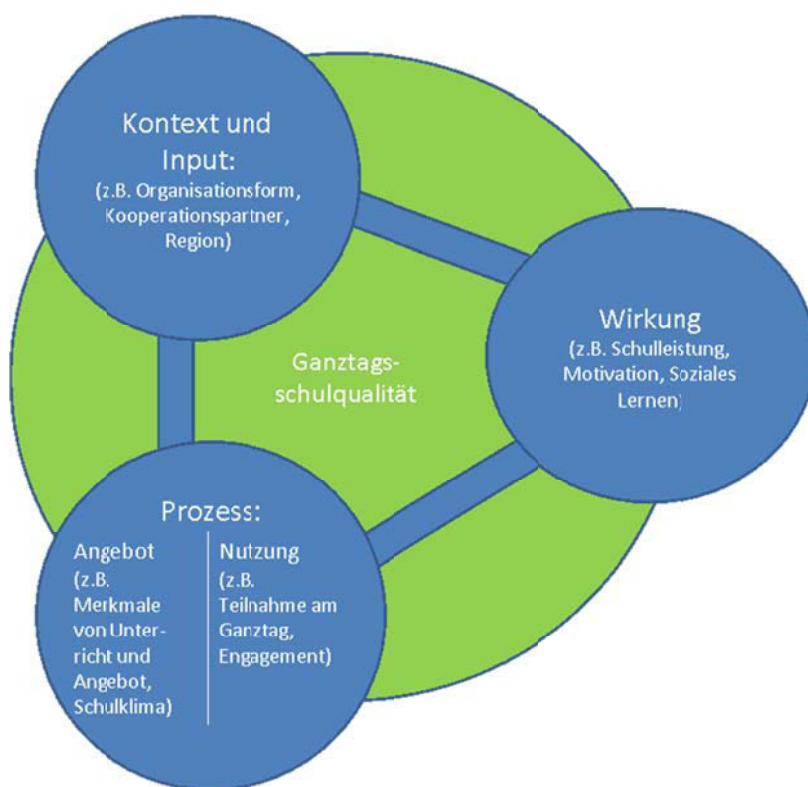 Kontext und
Input:
(z.B. Organisationsform,
Kooperationspartner,
Region)
Wirkung
(z.B. Schulleistung,
Motivation, Soziales
Lernen)
Ganztags-
schulqualität
Prozess:
Angebot
(z.B.
Merkmale
von Unter-
richt und
Angebot,
Schulklima)
Nutzung
(z.B.
Teilnahme am
Ganztag,
Engagement)